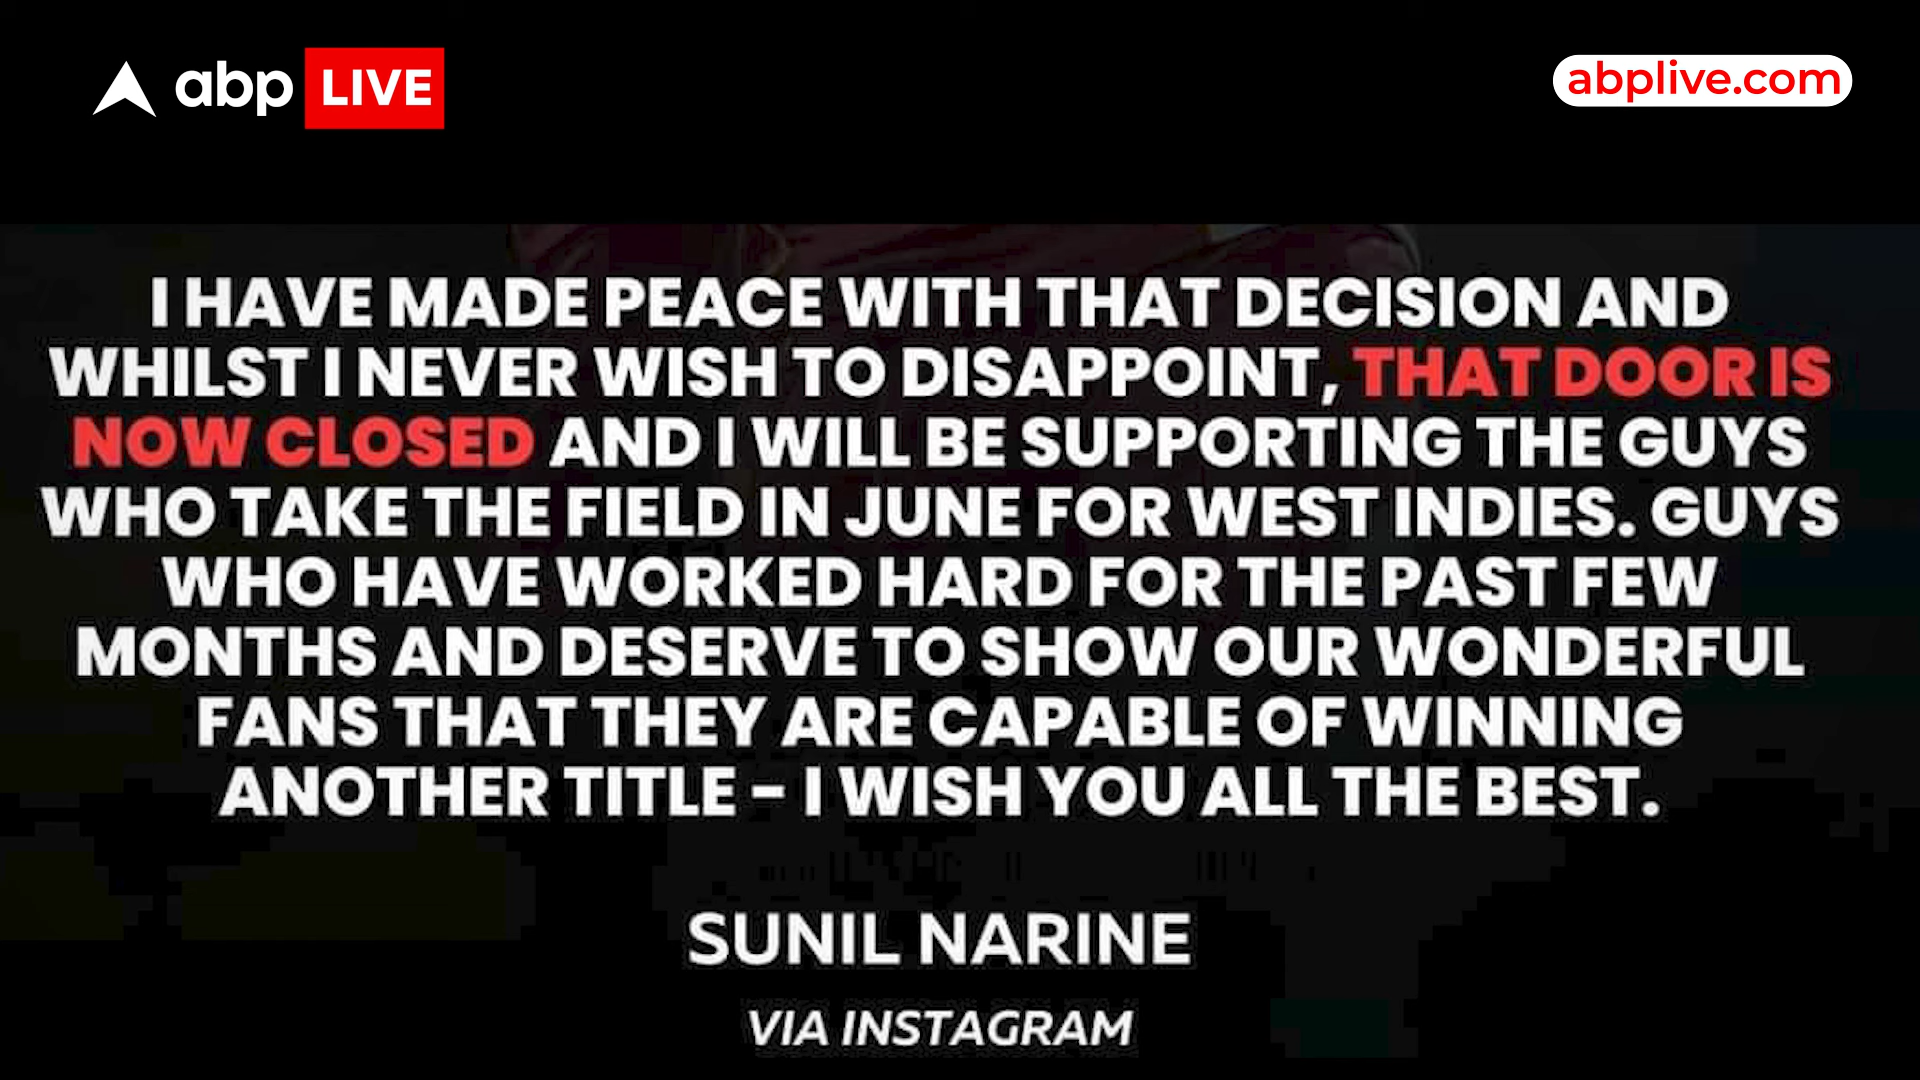 abp LIVE
abplive.com
I HAVE MADE PEACE WITH THAT DECISION AND
WHILST I NEVER WISH TO DISAPPOINT, THAT DOOR IS
NOW CLOSED AND I WILL BE SUPPORTING THE GUYS
WHO TAKE THE FIELD IN JUNE FOR WEST INDIES. GUYS
WHO HAVE WORKED HARD FOR THE PAST FEW
MONTHS AND DESERVE TO SHOW OUR WONDERFUL
FANS THAT THEY ARE CAPABLE OF WINNING
ANOTHER TITLE - I WISH YOU ALL THE BEST.
SUNIL NARINE
VIA INSTAGRAM